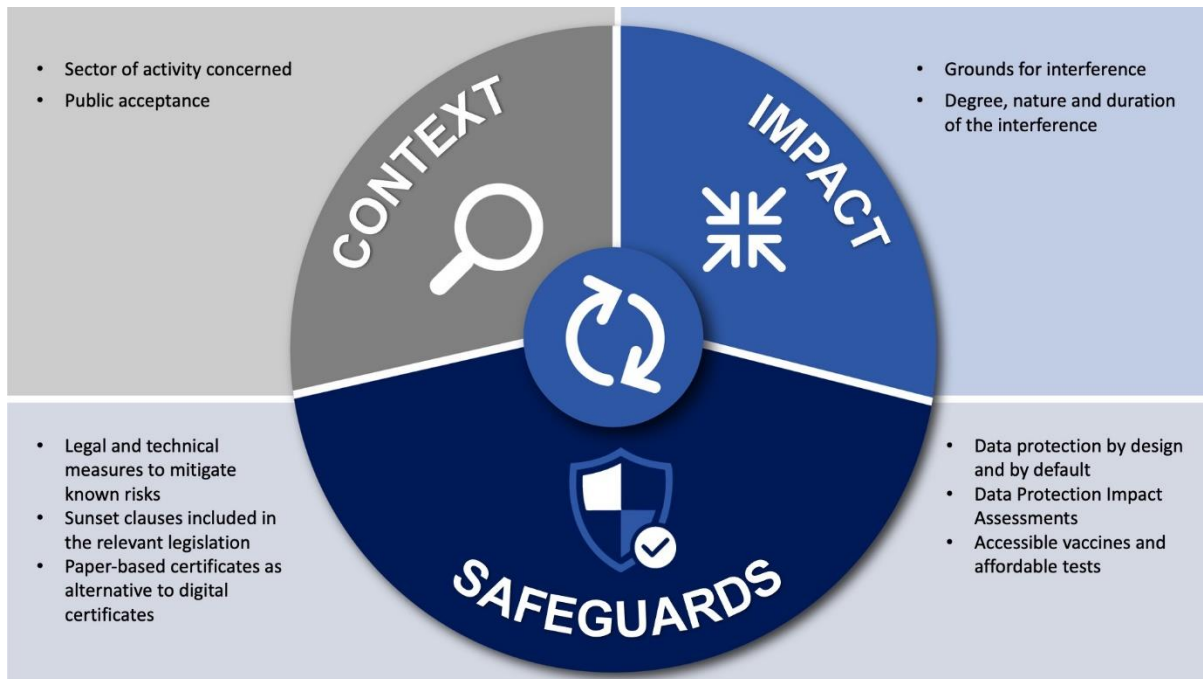 • Sector of activity concerned
• Public acceptance
CONTEXT
IMPACT
• Grounds for interference
• Degree, nature and duration
of the interference
• Legal and technical
measures to mitigate
known risks
• Sunset clauses included in
the relevant legislation
• Paper-based certificates as
alternative to digital
certificates
SAFEGUARDS
• Data protection by design
and by default
• Data Protection Impact
Assessments
• Accessible vaccines and
affordable tests